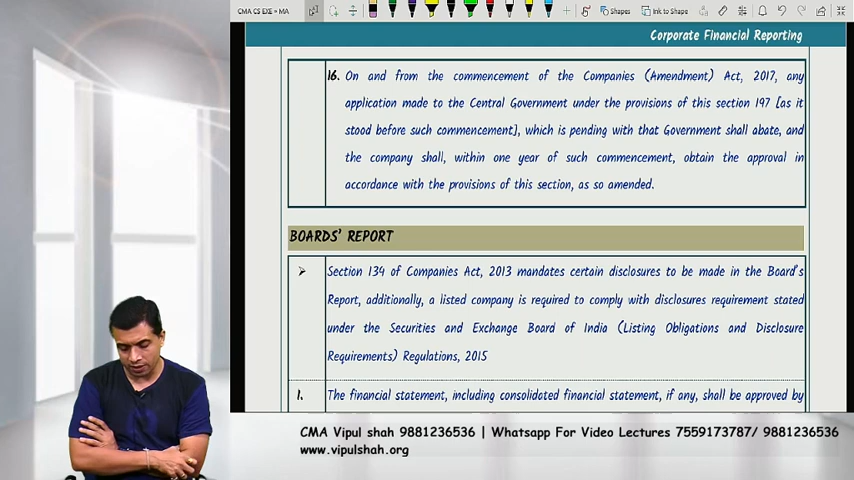 CMA CS EXE = MA
Shapes
Ink to Shape
Corporate Financial Reporting
16. On and from the commencement of the Companies (Amendment) Act, 2017, any
application made to the Central Government under the provisions of this section 197 [as it
stood before such commencement], which is pending with that Government shall abate, and
the company shall, within one year of such commencement, obtain the approval in
accordance with the provisions of this section, as so amended.
BOARDS' REPORT
➢ Section 134 of Companies Act, 2013 mandates certain disclosures to be made in the Board's
Report, additionally, a listed company is required to comply with disclosures requirement stated
under the Securities and Exchange Board of India (Listing Obligations and Disclosure
Requirements) Regulations, 2015
1. The financial statement, including consolidated financial statement, if any, shall be approved by
CMA Vipul shah 9881236536 | Whatsapp For Video Lectures 7559173787/ 9881236536
www.vipulshah.org